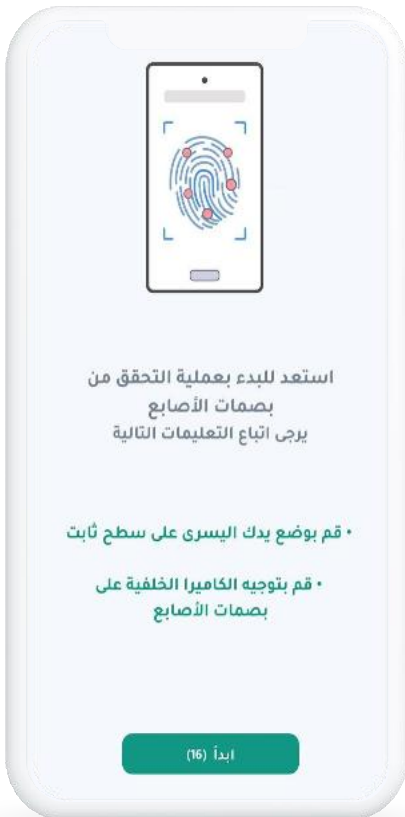 استعد للبدء بعملية التحقق من
بصمات الأصابع
يرجى اتباع التعليمات التالية
• قم بوضع يدك اليسرى على سطح ثابت
• قم بتوجيه الكاميرا الخلفية على
بصمات الأصابع
ابدأ (16)